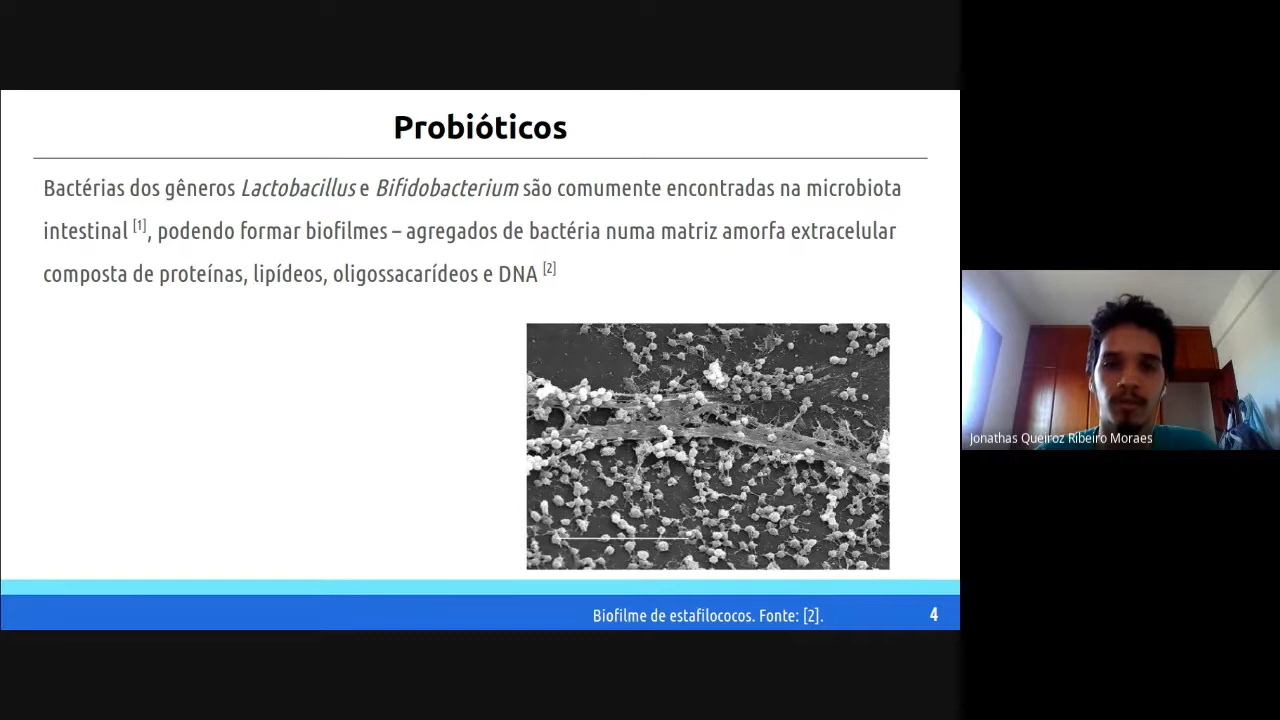 Probióticos
Bactérias dos gêneros Lactobacillus e Bifidobacterium são comumente encontradas na microbiota
intestinal [1], podendo formar biofilmes – agregados de bactéria numa matriz amorfa extracelular
composta de proteínas, lipídeos, oligossacarídeos e DNA [2]
Jonathas Queiroz Ribeiro Moraes
Biofilme de estafilococos. Fonte: [2].
4